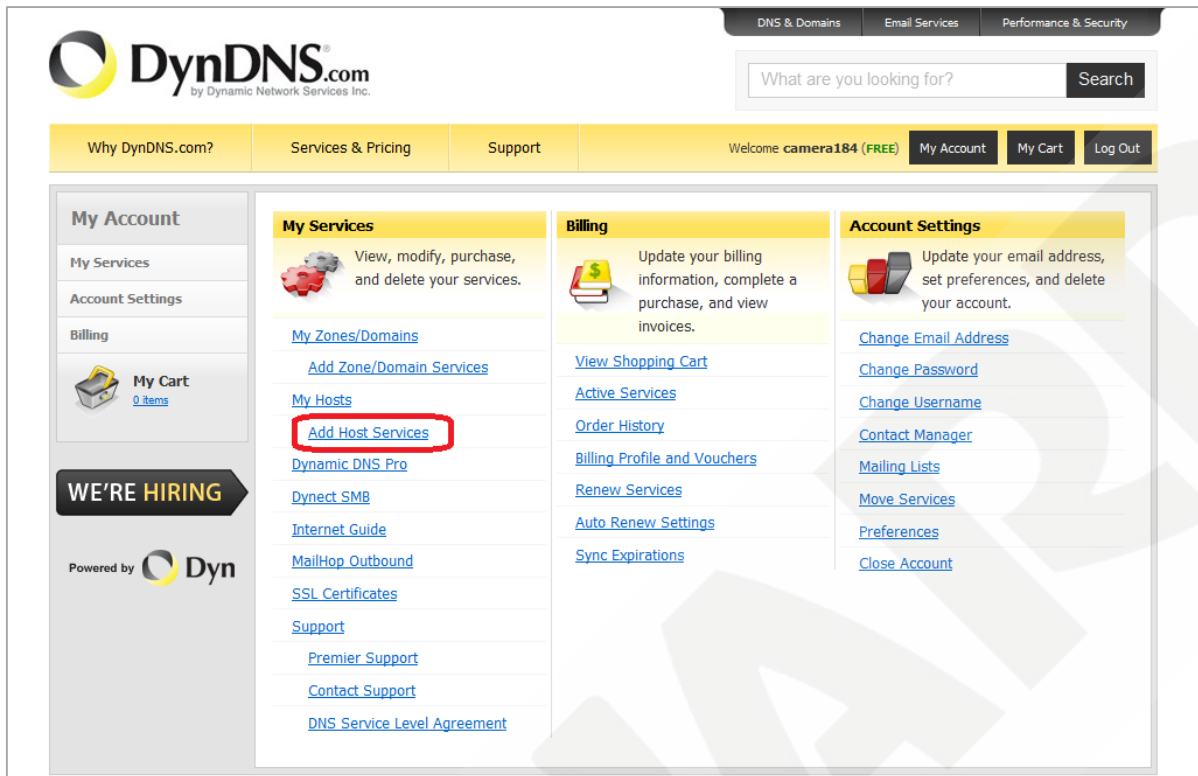 DNS & Domains Email Services Performance & Security
DynDNS.com
by Dynamic Network Services Inc.
What are you looking for? Search
Why DynDNS.com? Services & Pricing Support Welcome camera184 (FREE) My Account My Cart Log Out
My Account
My Services
Account Settings
Billing
My Cart
0 items
WE'RE HIRING
Powered by Dyn
My Services
View, modify, purchase,
and delete your services.
My Zones/Domains
Add Zone/Domain Services
My Hosts
Add Host Services
Dynamic DNS Pro
Dynect SMB
Internet Guide
MailHop Outbound
SSL Certificates
Support
Premier Support
Contact Support
DNS Service Level Agreement
Billing
Update your billing
information, complete a
purchase, and view
invoices.
View Shopping Cart
Active Services
Order History
Billing Profile and Vouchers
Renew Services
Auto Renew Settings
Sync Expirations
Account Settings
Update your email address,
set preferences, and delete
your account.
Change Email Address
Change Password
Change Username
Contact Manager
Mailing Lists
Move Services
Preferences
Close Account